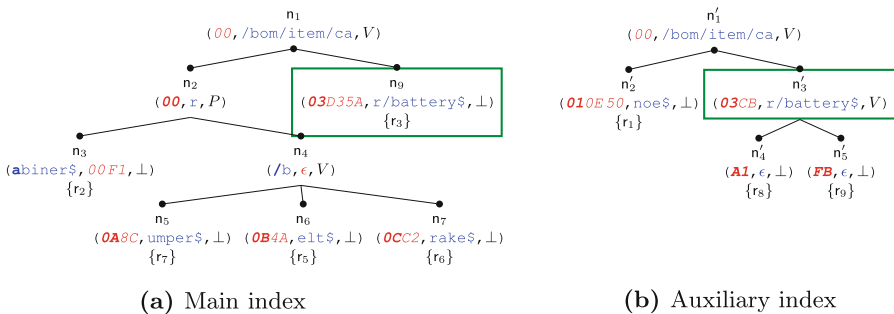 n₁
(00, /bom/item/ca, V)
n₂
(00, r, P)
n₉
(03D35A, r/battery$, ⊥)
{r₃}
n₃
(abiner$, 00F1, ⊥)
{r₂}
n₄
(/b, ϵ, V)
n₅
(0A8C, umper$, ⊥)
{r₇}
n₆
(0B4A, elt$, ⊥)
{r₅}
n₇
(0CC2, rake$, ⊥)
{r₆}
(a) Main index
n′₁
(00, /bom/item/ca, V)
n′₂
(010E50, noe$, ⊥)
{r₁}
n′₃
(03CB, r/battery$, V)
n′₄
(A1, ϵ, ⊥)
{r₈}
n′₅
(FB, ϵ, ⊥)
{r₉}
(b) Auxiliary index